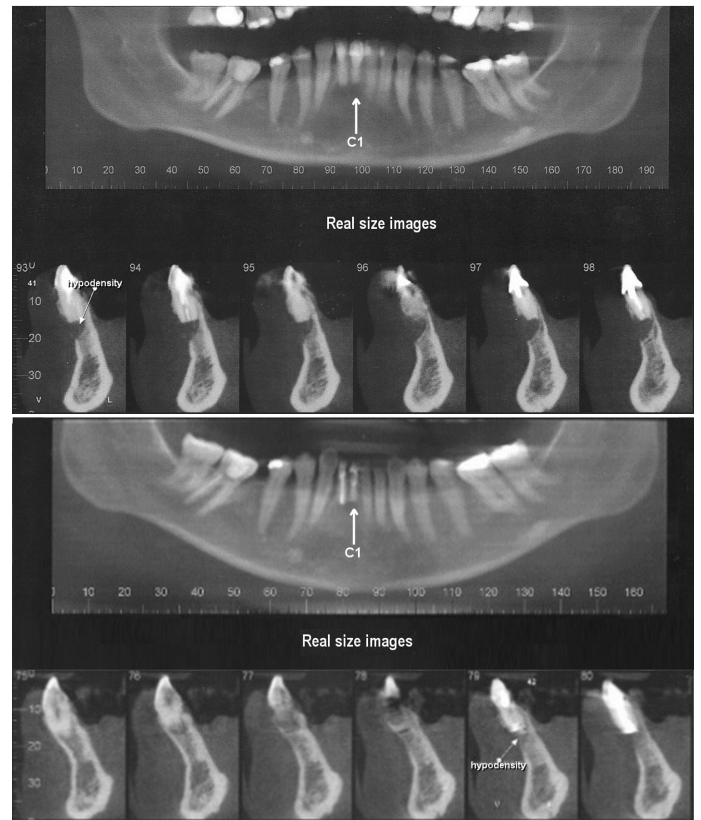 C1
10 20 30 40 50 60 70 80 90 100 110 120 130 140 150 160 170 180 190
Real size images
93 0 94 95 96 97 98
41 hypodensity
10
20
30
V L
C1
0 10 20 30 40 50 60 70 80 90 100 110 120 130 140 150 160
Real size images
75 0 76 77 78 79 42 80
10
20
hypodensity
30
V